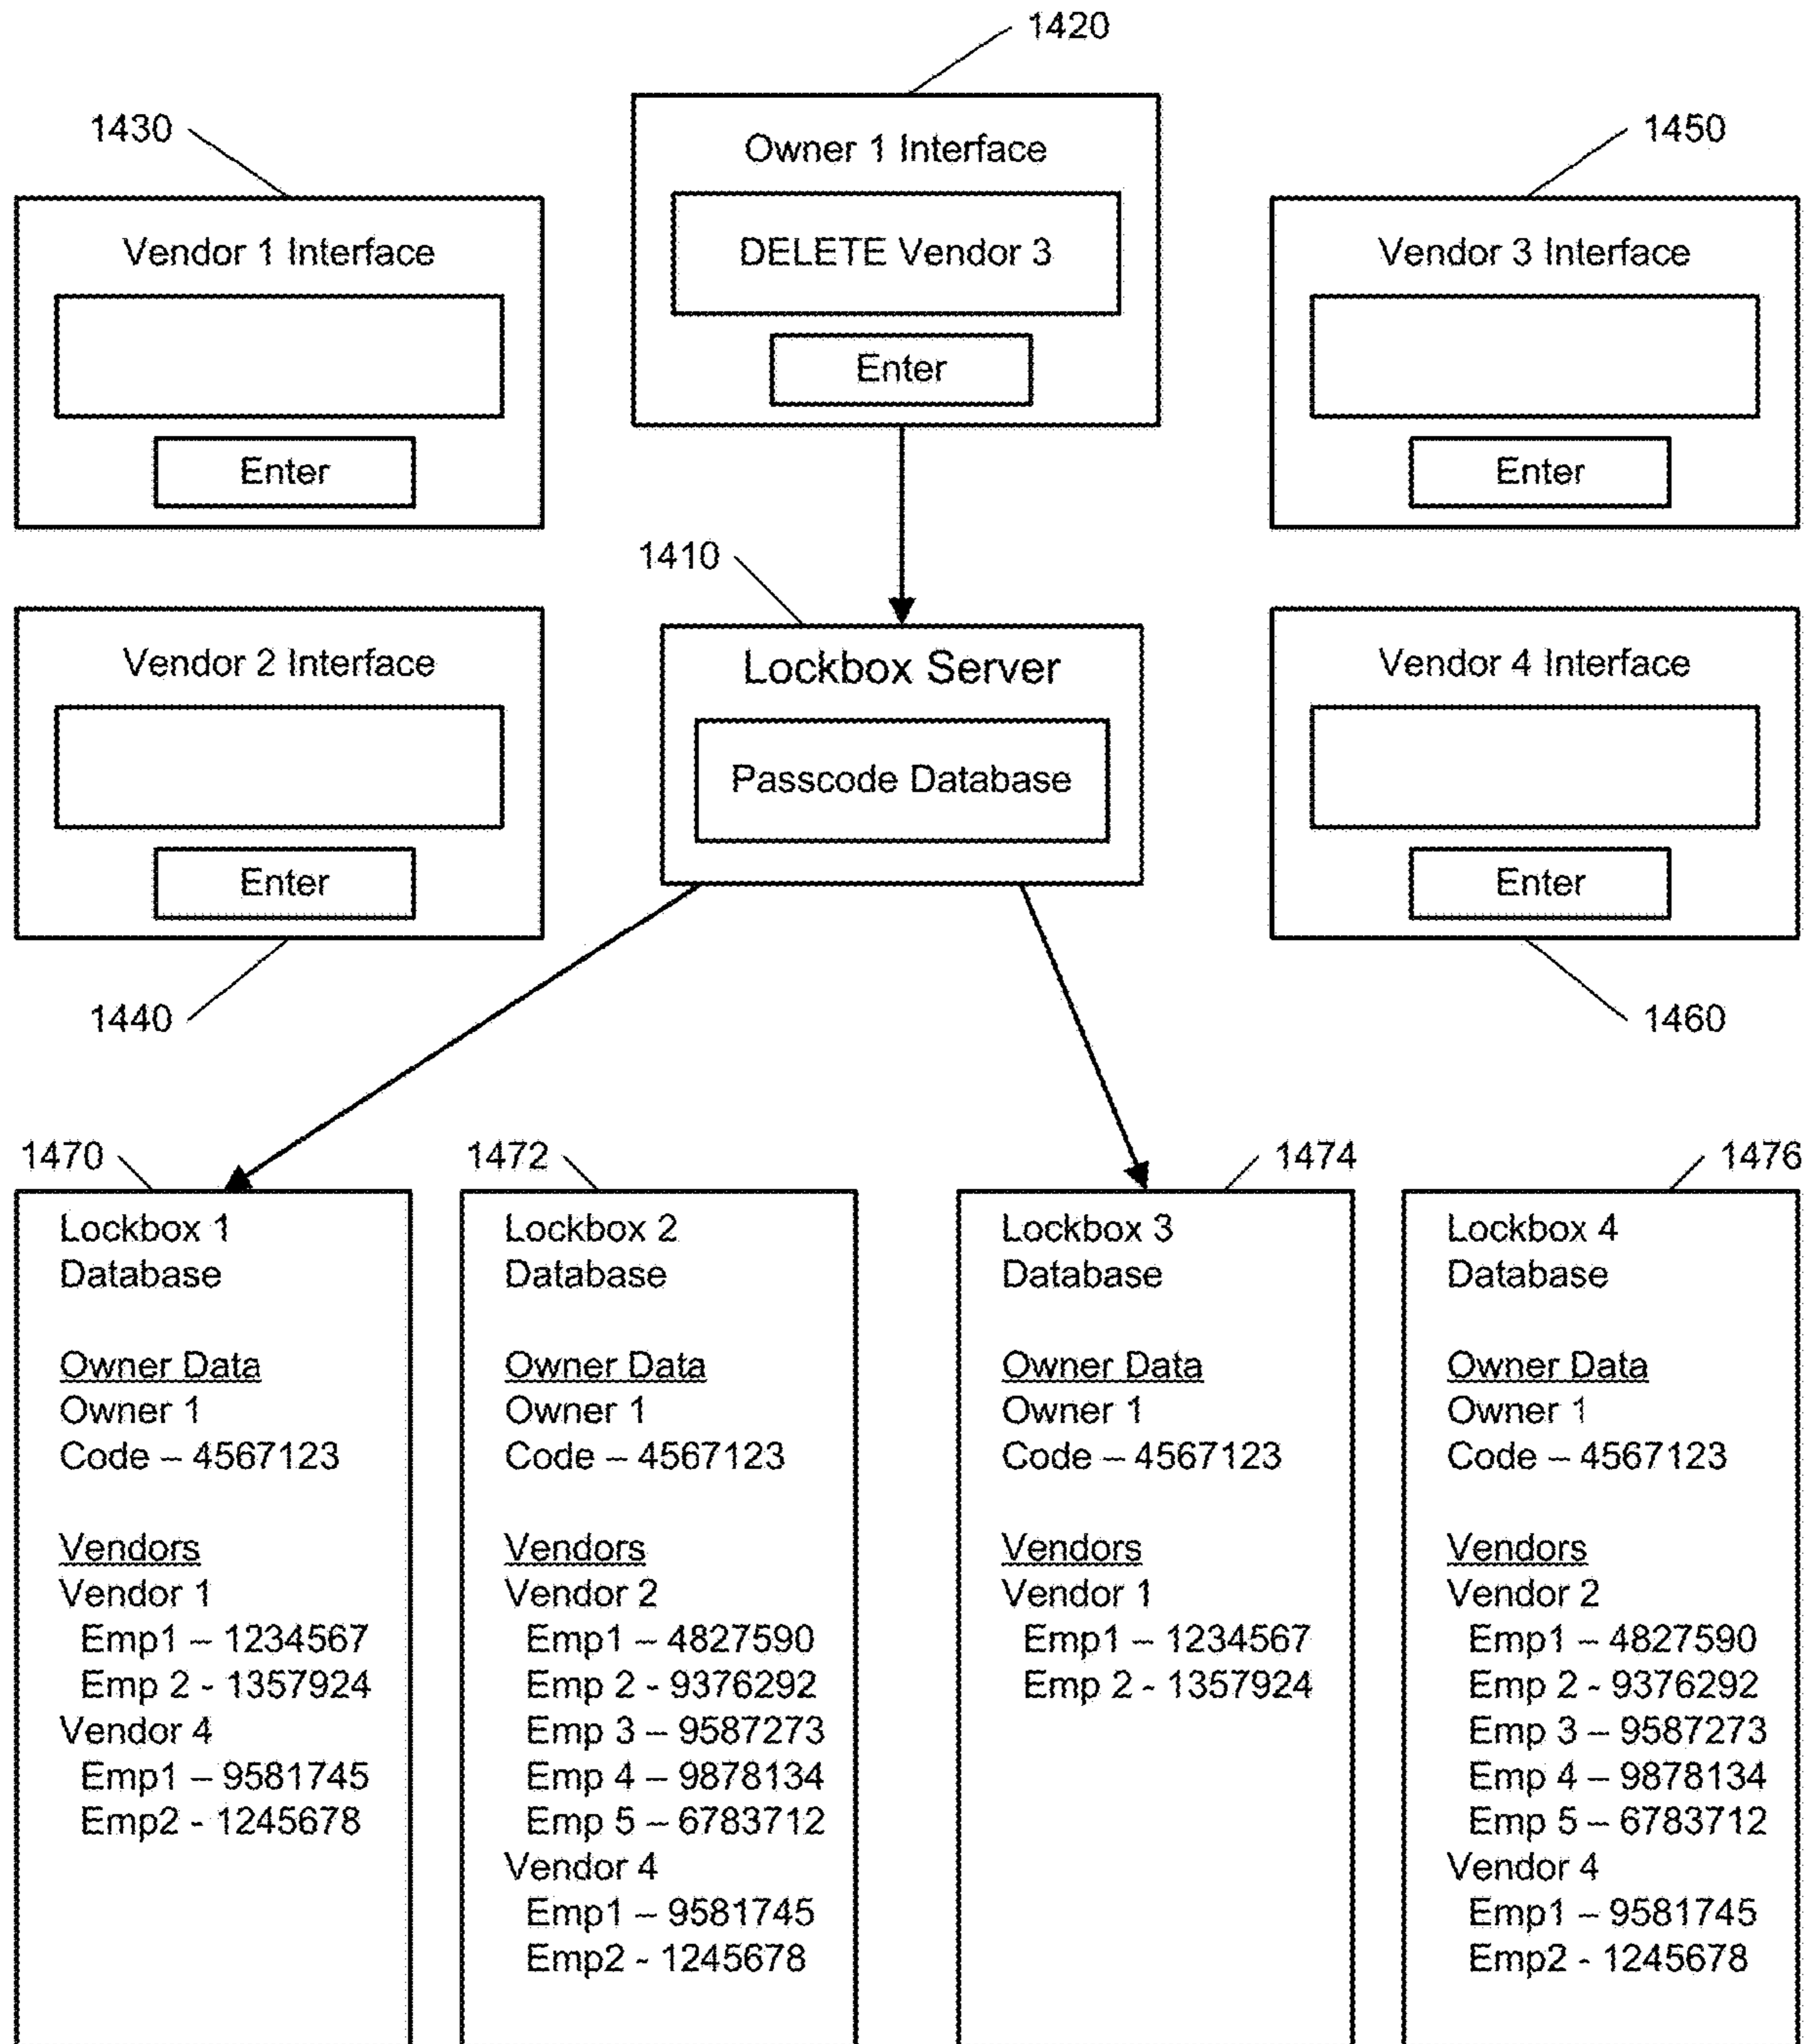 1420
1430
Owner 1 Interface
1450
Vendor 1 Interface
DELETE Vendor 3
Vendor 3 Interface
Enter
Enter
Enter
1410
Vendor 2 Interface
Lockbox Server
Vendor 4 Interface
Passcode Database
Enter
Enter
1440
1460
1470
Lockbox 1
Database
Owner Data
Owner 1
Code – 4567123
Vendors
Vendor 1
Emp1 – 1234567
Emp 2 - 1357924
Vendor 4
Emp1 – 9581745
Emp2 - 1245678
1472
Lockbox 2
Database
Owner Data
Owner 1
Code – 4567123
Vendors
Vendor 2
Emp1 – 4827590
Emp 2 - 9376292
Emp 3 – 9587273
Emp 4 – 9878134
Emp 5 – 6783712
Vendor 4
Emp1 – 9581745
Emp2 - 1245678
1474
Lockbox 3
Database
Owner Data
Owner 1
Code – 4567123
Vendors
Vendor 1
Emp1 – 1234567
Emp 2 - 1357924
1476
Lockbox 4
Database
Owner Data
Owner 1
Code – 4567123
Vendors
Vendor 2
Emp1 – 4827590
Emp 2 - 9376292
Emp 3 – 9587273
Emp 4 – 9878134
Emp 5 – 6783712
Vendor 4
Emp1 – 9581745
Emp2 - 1245678